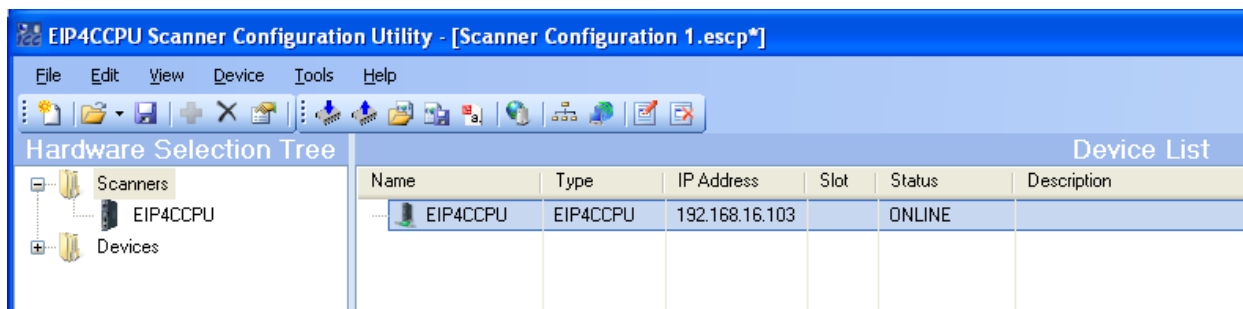 EIP4CCPU Scanner Configuration Utility - [Scanner Configuration 1.escp*]
File Edit View Device Tools Help
Hardware Selection Tree
Device List
Scanners
EIP4CCPU
Devices
Name Type IP Address Slot Status Description
EIP4CCPU EIP4CCPU 192.168.16.103 ONLINE